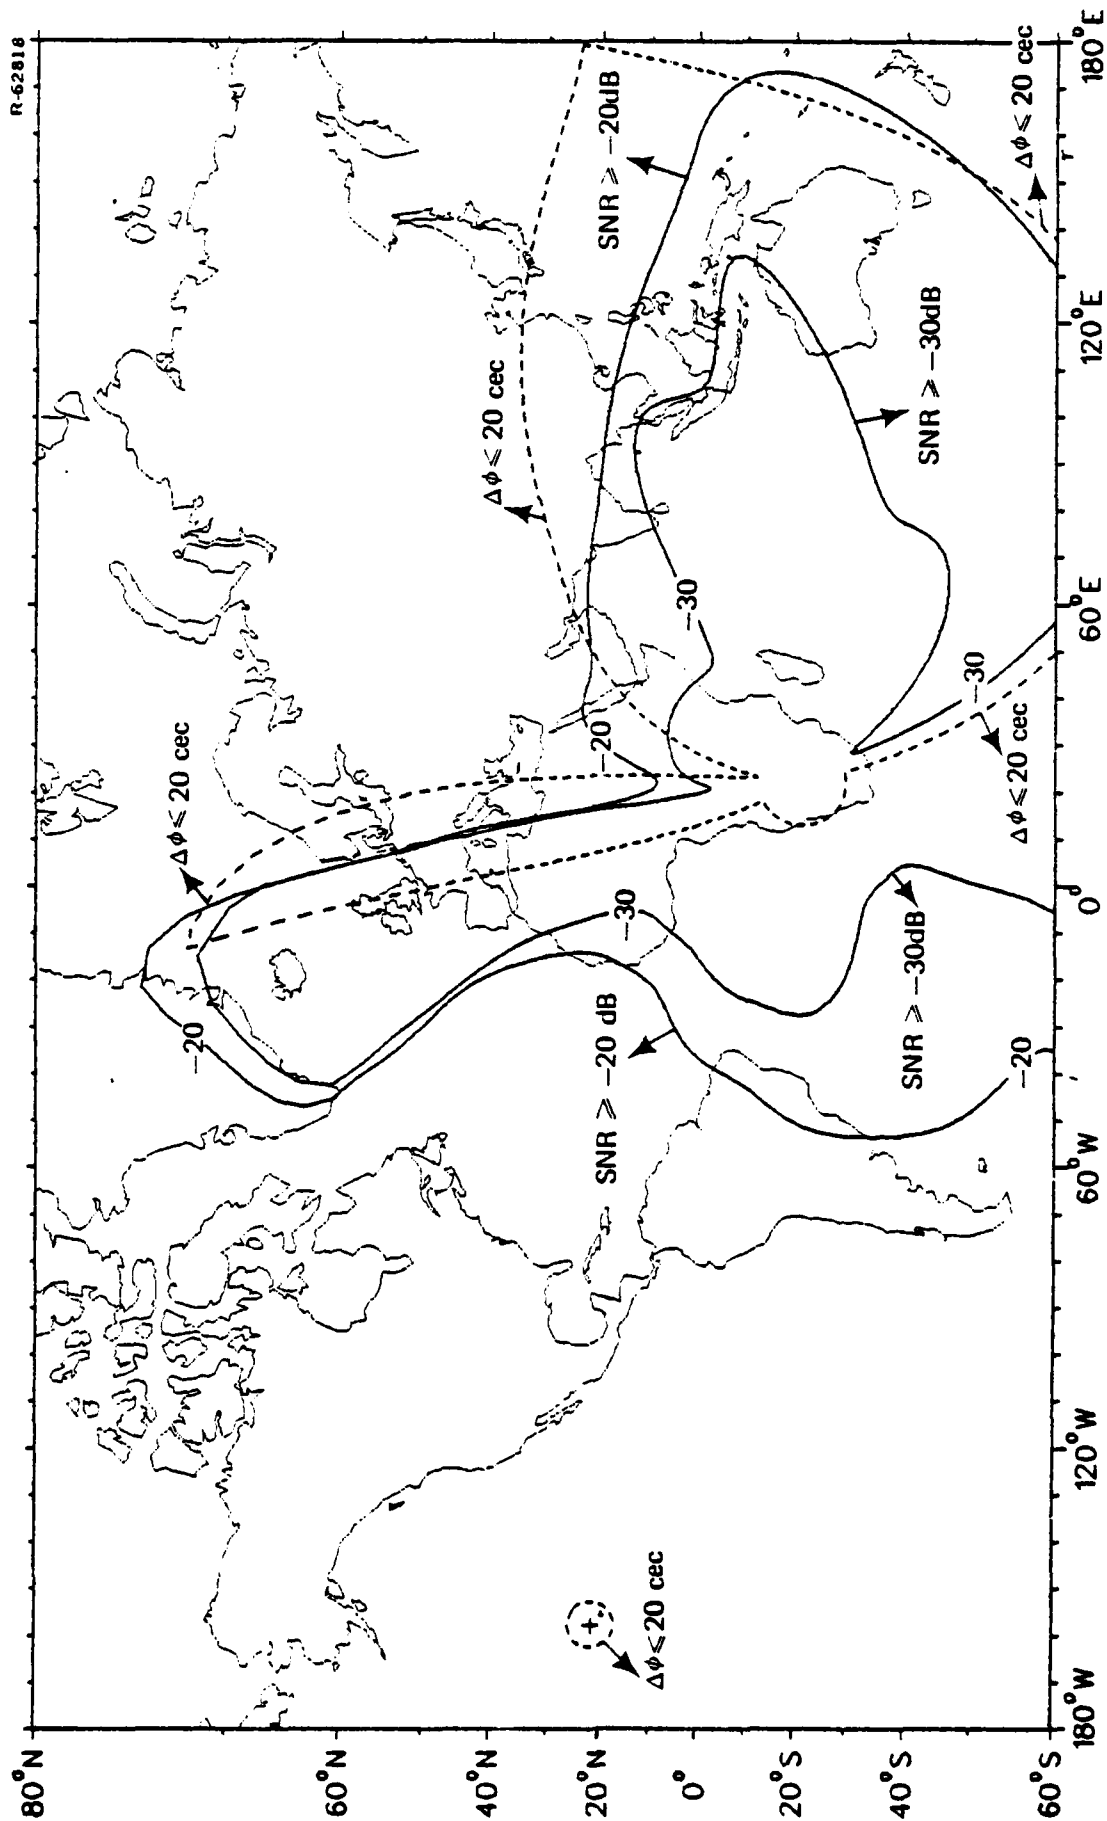 R-62818
80°N
60°N
40°N
20°N
0°
20°S
40°S
60°S
180°W
120°W
60°W
0°
60°E
120°E
180°E
Δφ ⩽ 20 cec
-20
Δφ ⩽ 20 cec
SNR ⩾ -20dB
-20
-30
SNR ⩾ -20 dB
-30
SNR ⩾ -30dB
SNR ⩾ -30dB
-20
-30
Δφ ⩽ 20 cec
Δφ ⩽ 20 cec
Δφ ⩽ 20 cec
+